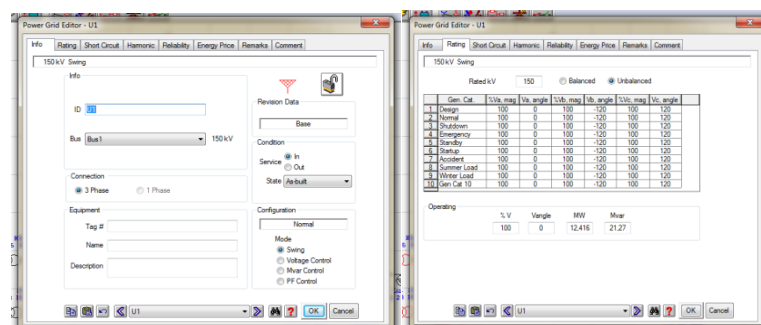 Power Grid Editor - U1
Info Rating Short Circuit Harmonic Reliability Energy Price Remarks Comment
150 kV Swing
Info
ID U1
Bus Bus1 150 kV
Revision Data
Base
Condition
Service In
Out
State As-built
Connection
3 Phase 1 Phase
Equipment
Tag #
Name
Description
Configuration
Normal
Mode
Swing
Voltage Control
Mvar Control
PF Control
U1 OK Cancel
Power Grid Editor - U1
Info Rating Short Circuit Harmonic Reliability Energy Price Remarks Comment
150 kV Swing
Rated kV 150 Balanced Unbalanced
Gen. Cat. %Va, mag Va, angle %Vb, mag Vb, angle %Vc, mag Vc, angle
1 Design 100 0 100 -120 100 120
2 Normal 100 0 100 -120 100 120
3 Shutdown 100 0 100 -120 100 120
4 Emergency 100 0 100 -120 100 120
5 Standby 100 0 100 -120 100 120
6 Startup 100 0 100 -120 100 120
7 Accident 100 0 100 -120 100 120
8 Summer Load 100 0 100 -120 100 120
9 Winter Load 100 0 100 -120 100 120
10 Gen Cat 10 100 0 100 -120 100 120
Operating
% V Vangle MW Mvar
100 0 12,416 21,27
U1 OK Cancel